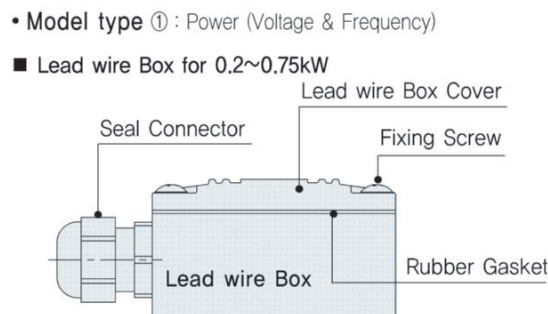 • Model type ① : Power (Voltage & Frequency)
■ Lead wire Box for 0.2~0.75kW
Lead wire Box Cover
Seal Connector
Fixing Screw
Rubber Gasket
Lead wire Box